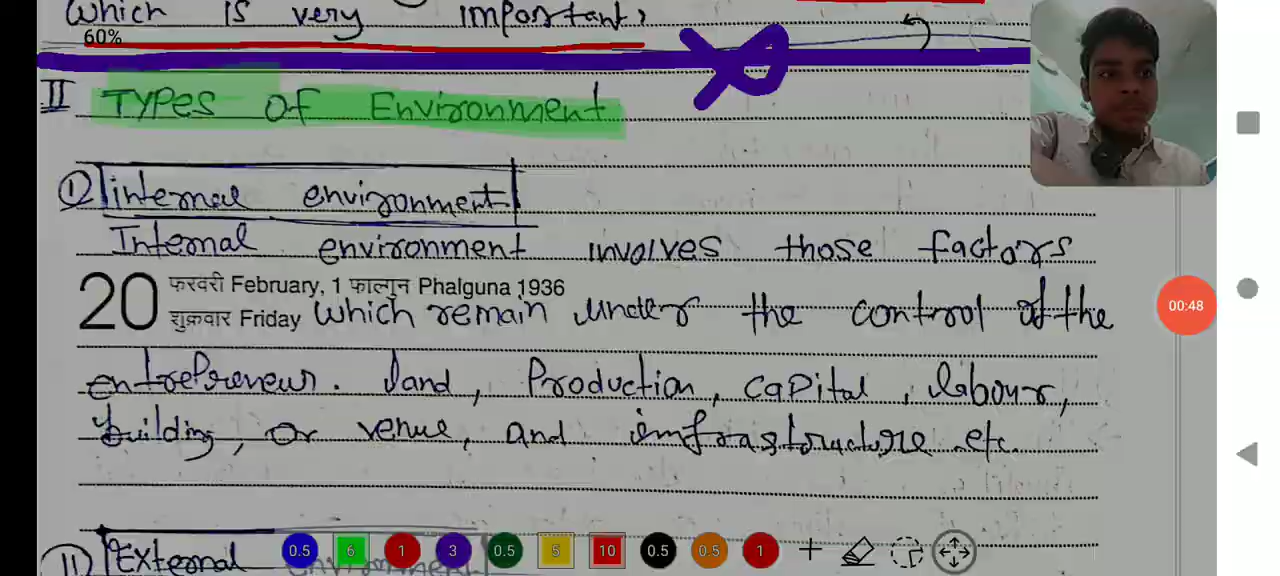 which is very important,
60%
II Types of Environment
① internal environment
Internal environment involves those factors
20 फरवरी February, 1 फाल्गुन Phalguna 1936
शुक्रवार Friday which remain under the control of the
entrepreneur. land, Production, capital, labour,
building, or venue, and imfrastructure etc.
11 External environment
0.5 6 1 3 0.5 5 10 0.5 0.5 1
00:48